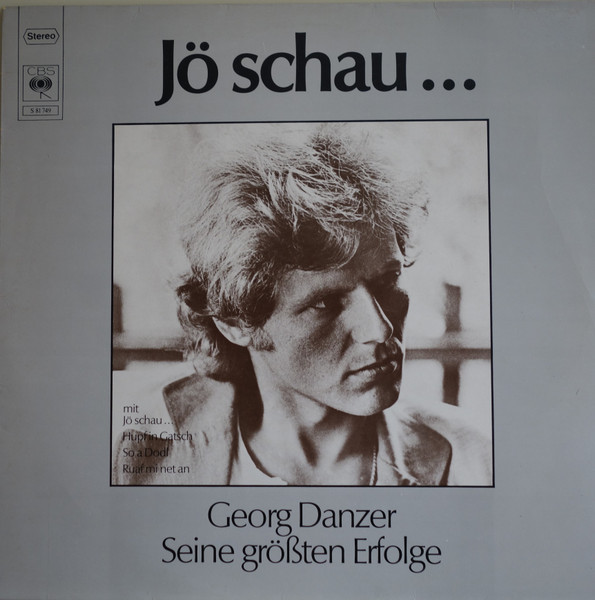 Stereo
CBS
S 81 749
Jö schau...
mit
Jö schau...
Hupf in Gatsch
So a Dodl
Ruaf mi net an
Georg Danzer
Seine größten Erfolge